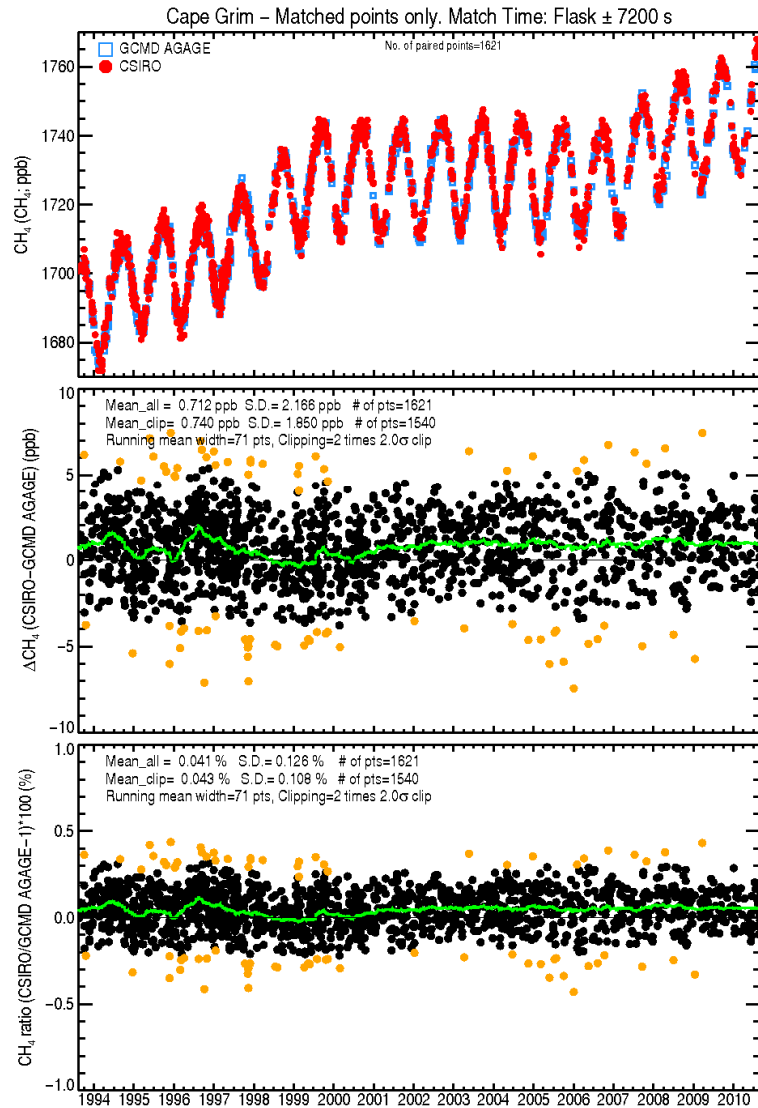 Cape Grim – Matched points only. Match Time: Flask ± 7200 s
GCMD AGAGE
CSIRO
No. of paired points=1621
1760
1740
1720
1700
1680
CH₄ (CH₄; ppb)
Mean_all = 0.712 ppb S.D.= 2.166 ppb # of pts=1621
Mean_clip= 0.740 ppb S.D.= 1.850 ppb # of pts=1540
Running mean width=71 pts, Clipping=2 times 2.0σ clip
10
5
0
−5
−10
ΔCH₄ (CSIRO−GCMD AGAGE) (ppb)
Mean_all = 0.041 % S.D.= 0.126 % # of pts=1621
Mean_clip= 0.043 % S.D.= 0.108 % # of pts=1540
Running mean width=71 pts, Clipping=2 times 2.0σ clip
1.0
0.5
0.0
−0.5
−1.0
CH₄ ratio (CSIRO/GCMD AGAGE−1)*100 (%)
1994 1995 1996 1997 1998 1999 2000 2001 2002 2003 2004 2005 2006 2007 2008 2009 2010